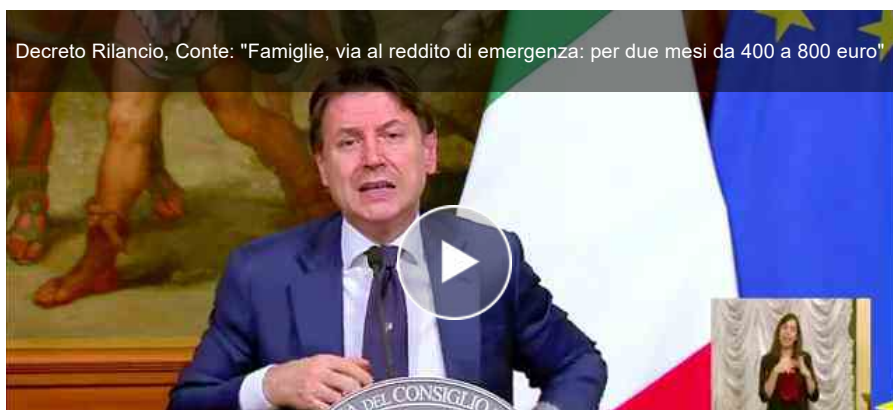 Decreto Rilancio, Conte: "Famiglie, via al reddito di emergenza: per due mesi da 400 a 800 euro"
DEL CONSIGLIO